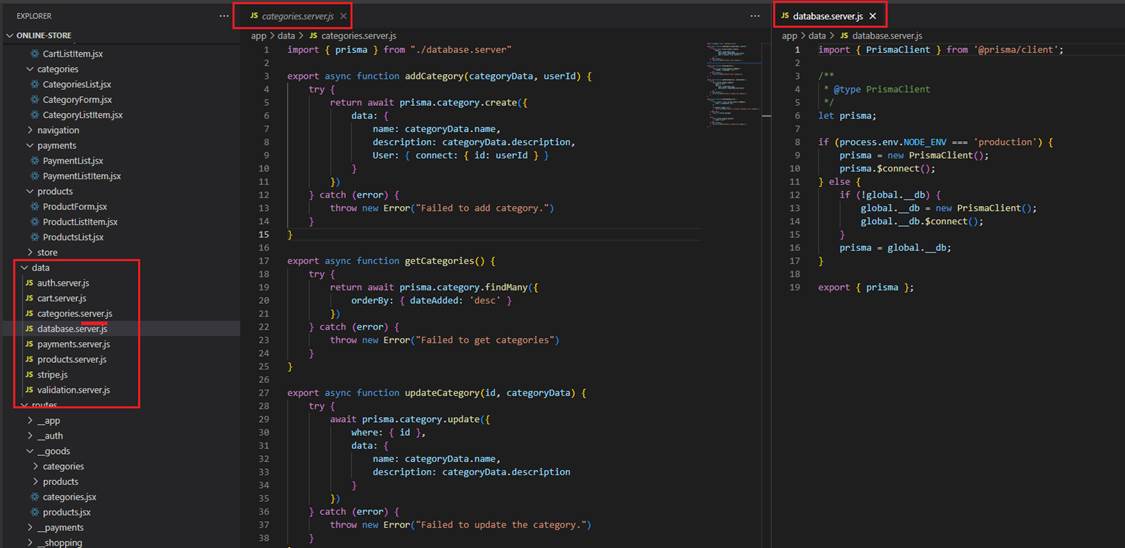 EXPLORER
ONLINE-STORE
CartListItem.jsx
categories
CategoriesList.jsx
CategoryForm.jsx
CategoryListItem.jsx
navigation
payments
PaymentList.jsx
PaymentListItem.jsx
products
ProductForm.jsx
ProductListItem.jsx
ProductsList.jsx
store
data
JS auth.server.js
JS cart.server.js
JS categories.server.js
JS database.server.js
JS payments.server.js
JS products.server.js
JS stripe.js
JS validation.server.js
routes
__app
__auth
__goods
categories
products
categories.jsx
products.jsx
__payments
__shopping
JS categories.server.js
app > data > JS categories.server.js
1 import { prisma } from "./database.server"
2
3 export async function addCategory(categoryData, userId) {
4 try {
5 return await prisma.category.create({
6 data: {
7 name: categoryData.name,
8 description: categoryData.description,
9 User: { connect: { id: userId } }
10 }
11 })
12 } catch (error) {
13 throw new Error("Failed to add category.")
14 }
15 }
16
17 export async function getCategories() {
18 try {
19 return await prisma.category.findMany({
20 orderBy: { dateAdded: 'desc' }
21 })
22 } catch (error) {
23 throw new Error("Failed to get categories")
24 }
25 }
26
27 export async function updateCategory(id, categoryData) {
28 try {
29 await prisma.category.update({
30 where: { id },
31 data: {
32 name: categoryData.name,
33 description: categoryData.description
34 }
35 })
36 } catch (error) {
37 throw new Error("Failed to update the category.")
38 }
JS database.server.js
app > data > JS database.server.js
1 import { PrismaClient } from '@prisma/client';
2
3 /**
4 * @type PrismaClient
5 */
6 let prisma;
7
8 if (process.env.NODE_ENV === 'production') {
9 prisma = new PrismaClient();
10 prisma.$connect();
11 } else {
12 if (!global.__db) {
13 global.__db = new PrismaClient();
14 global.__db.$connect();
15 }
16 prisma = global.__db;
17 }
18
19 export { prisma };